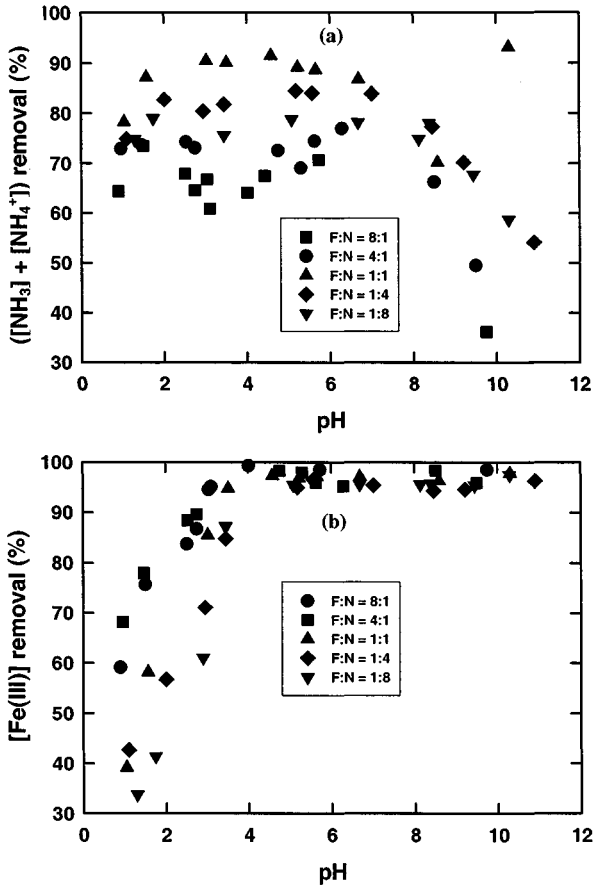 ([NH₃] + [NH₄⁺]) removal (%)
100
90
80
70
60
50
40
30
(a)
F:N = 8:1
F:N = 4:1
F:N = 1:1
F:N = 1:4
F:N = 1:8
0 2 4 6 8 10 12
pH
[Fe(III)] removal (%)
100
90
80
70
60
50
40
30
(b)
F:N = 8:1
F:N = 4:1
F:N = 1:1
F:N = 1:4
F:N = 1:8
0 2 4 6 8 10 12
pH